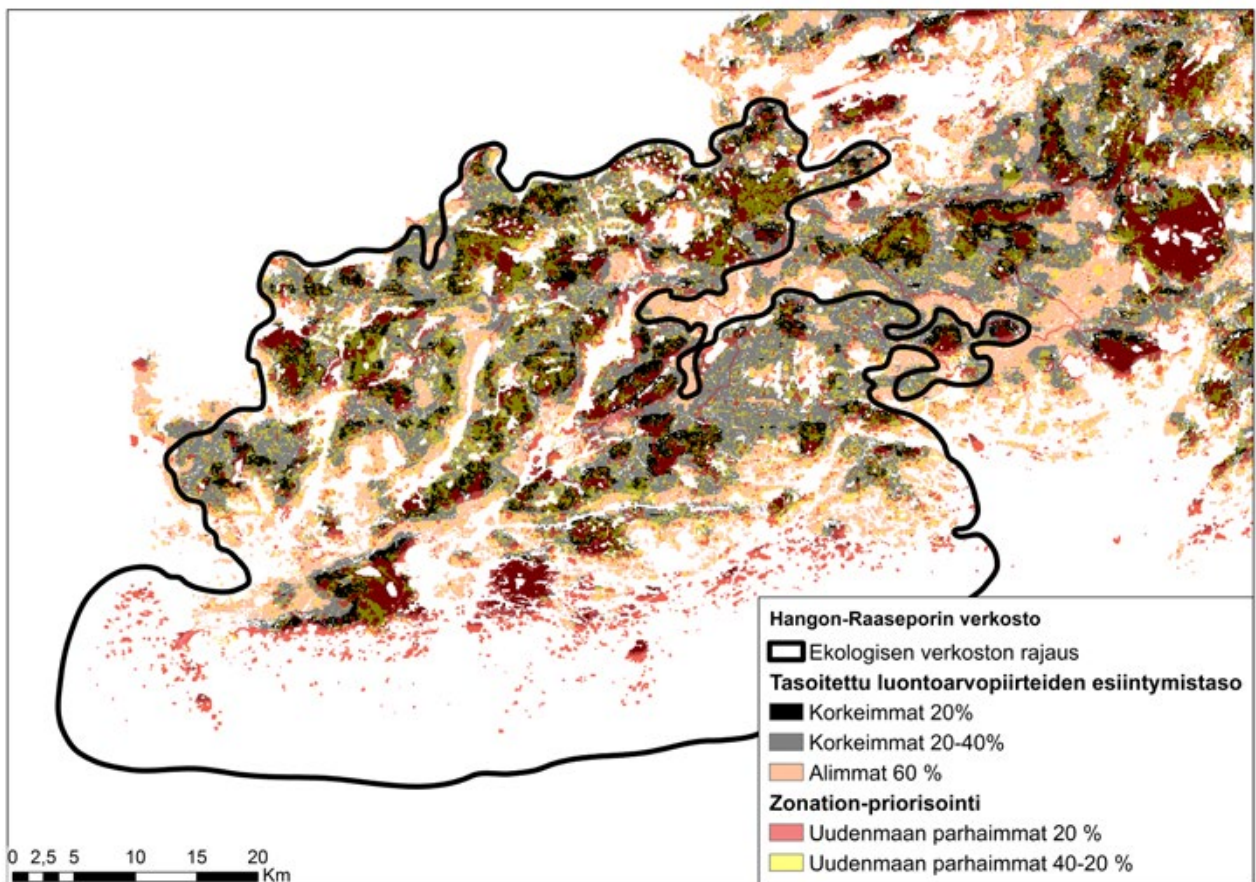 Hangon-Raaseporin verkosto
Ekologisen verkoston rajaus
Tasoitettu luontoarvopiirteiden esiintymistaso
Korkeimmat 20%
Korkeimmat 20-40%
Alimmat 60 %
Zonation-priorisointi
Uudenmaan parhaimmat 20 %
Uudenmaan parhaimmat 40-20 %
0 2,5 5 10 15 20
Km